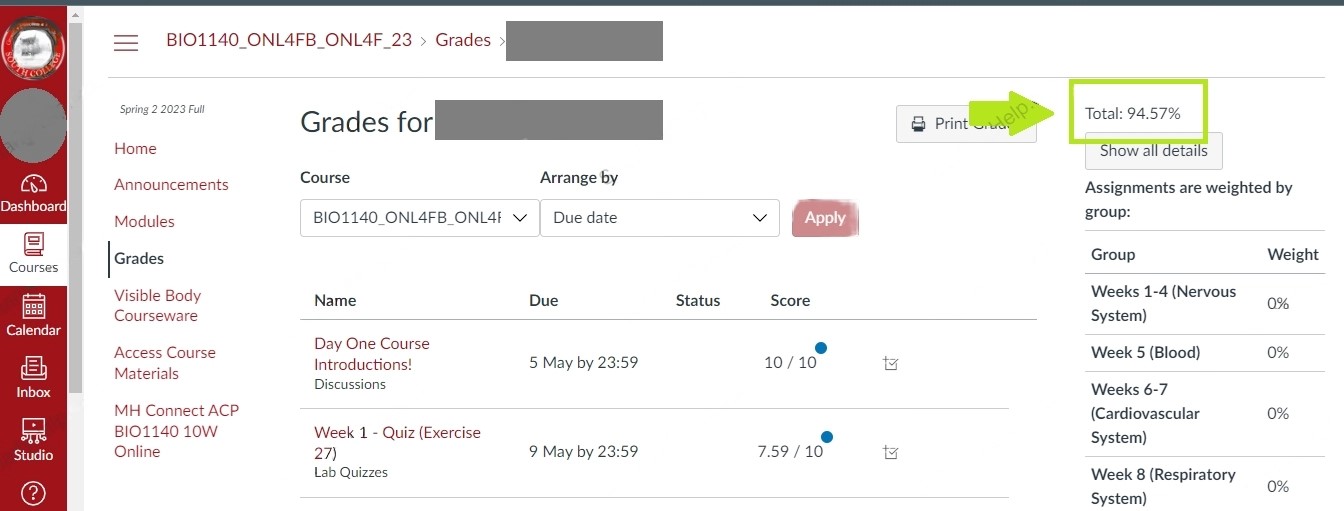 SOUTH COLLEGE
BIO1140_ONL4FB_ONL4F_23 › Grades ›
Spring 2 2023 Full
Home
Announcements
Modules
Grades
Visible Body
Courseware
Access Course
Materials
MH Connect ACP
BIO1140 10W
Online
Dashboard
Courses
Calendar
Inbox
Studio
Grades for
Print Grades
Help.
Course
Arrange by
BIO1140_ONL4FB_ONL4F
Due date
Apply
Name Due Status Score
Day One Course
Introductions!
Discussions
5 May by 23:59
10 / 10
Week 1 - Quiz (Exercise
27)
Lab Quizzes
9 May by 23:59
7.59 / 10
Total: 94.57%
Show all details
Assignments are weighted by
group:
Group Weight
Weeks 1-4 (Nervous
System)
0%
Week 5 (Blood) 0%
Weeks 6-7
(Cardiovascular
System)
0%
Week 8 (Respiratory
System)
0%